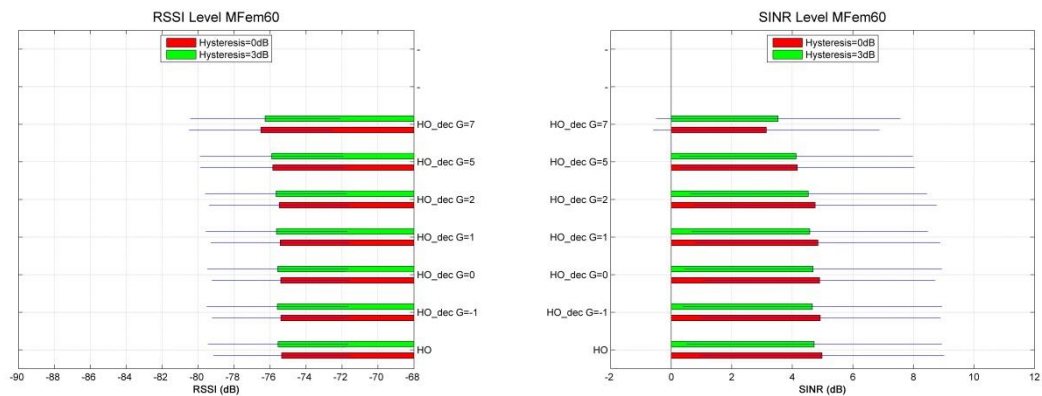 RSSI Level MFem60
Hysteresis=0dB
Hysteresis=3dB
-
-
HO_dec G=7
HO_dec G=5
HO_dec G=2
HO_dec G=1
HO_dec G=0
HO_dec G=-1
HO
-90 -88 -86 -84 -82 -80 -78 -76 -74 -72 -70 -68
RSSI (dB)
SINR Level MFem60
Hysteresis=0dB
Hysteresis=3dB
-
-
HO_dec G=7
HO_dec G=5
HO_dec G=2
HO_dec G=1
HO_dec G=0
HO_dec G=-1
HO
-2 0 2 4 6 8 10 12
SINR (dB)